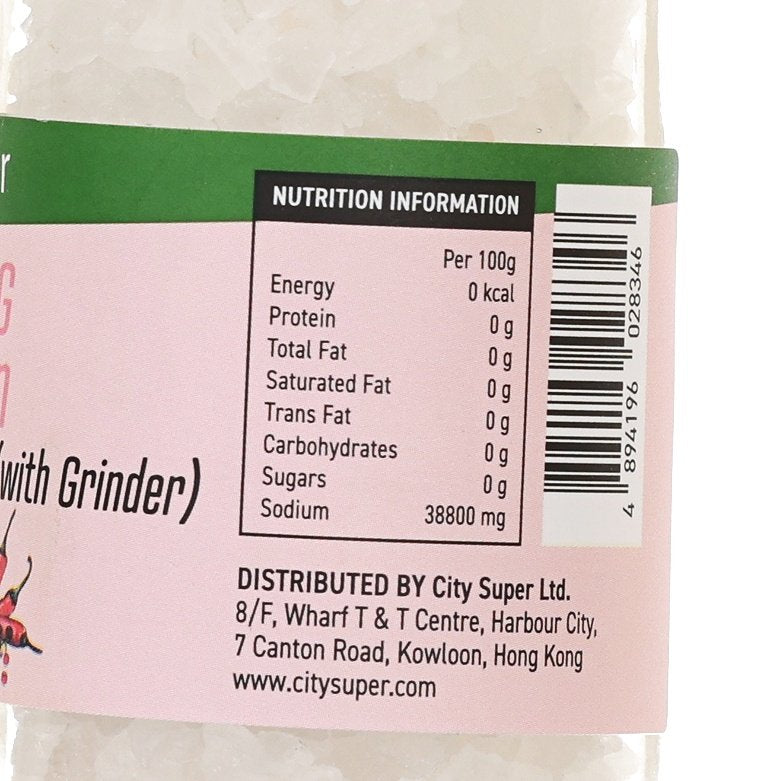 r
G
(with Grinder)
NUTRITION INFORMATION
Per 100g
Energy 0 kcal
Protein 0 g
Total Fat 0 g
Saturated Fat 0 g
Trans Fat 0 g
Carbohydrates 0 g
Sugars 0 g
Sodium 38800 mg
4 894196 028346
DISTRIBUTED BY City Super Ltd.
8/F, Wharf T & T Centre, Harbour City,
7 Canton Road, Kowloon, Hong Kong
www.citysuper.com